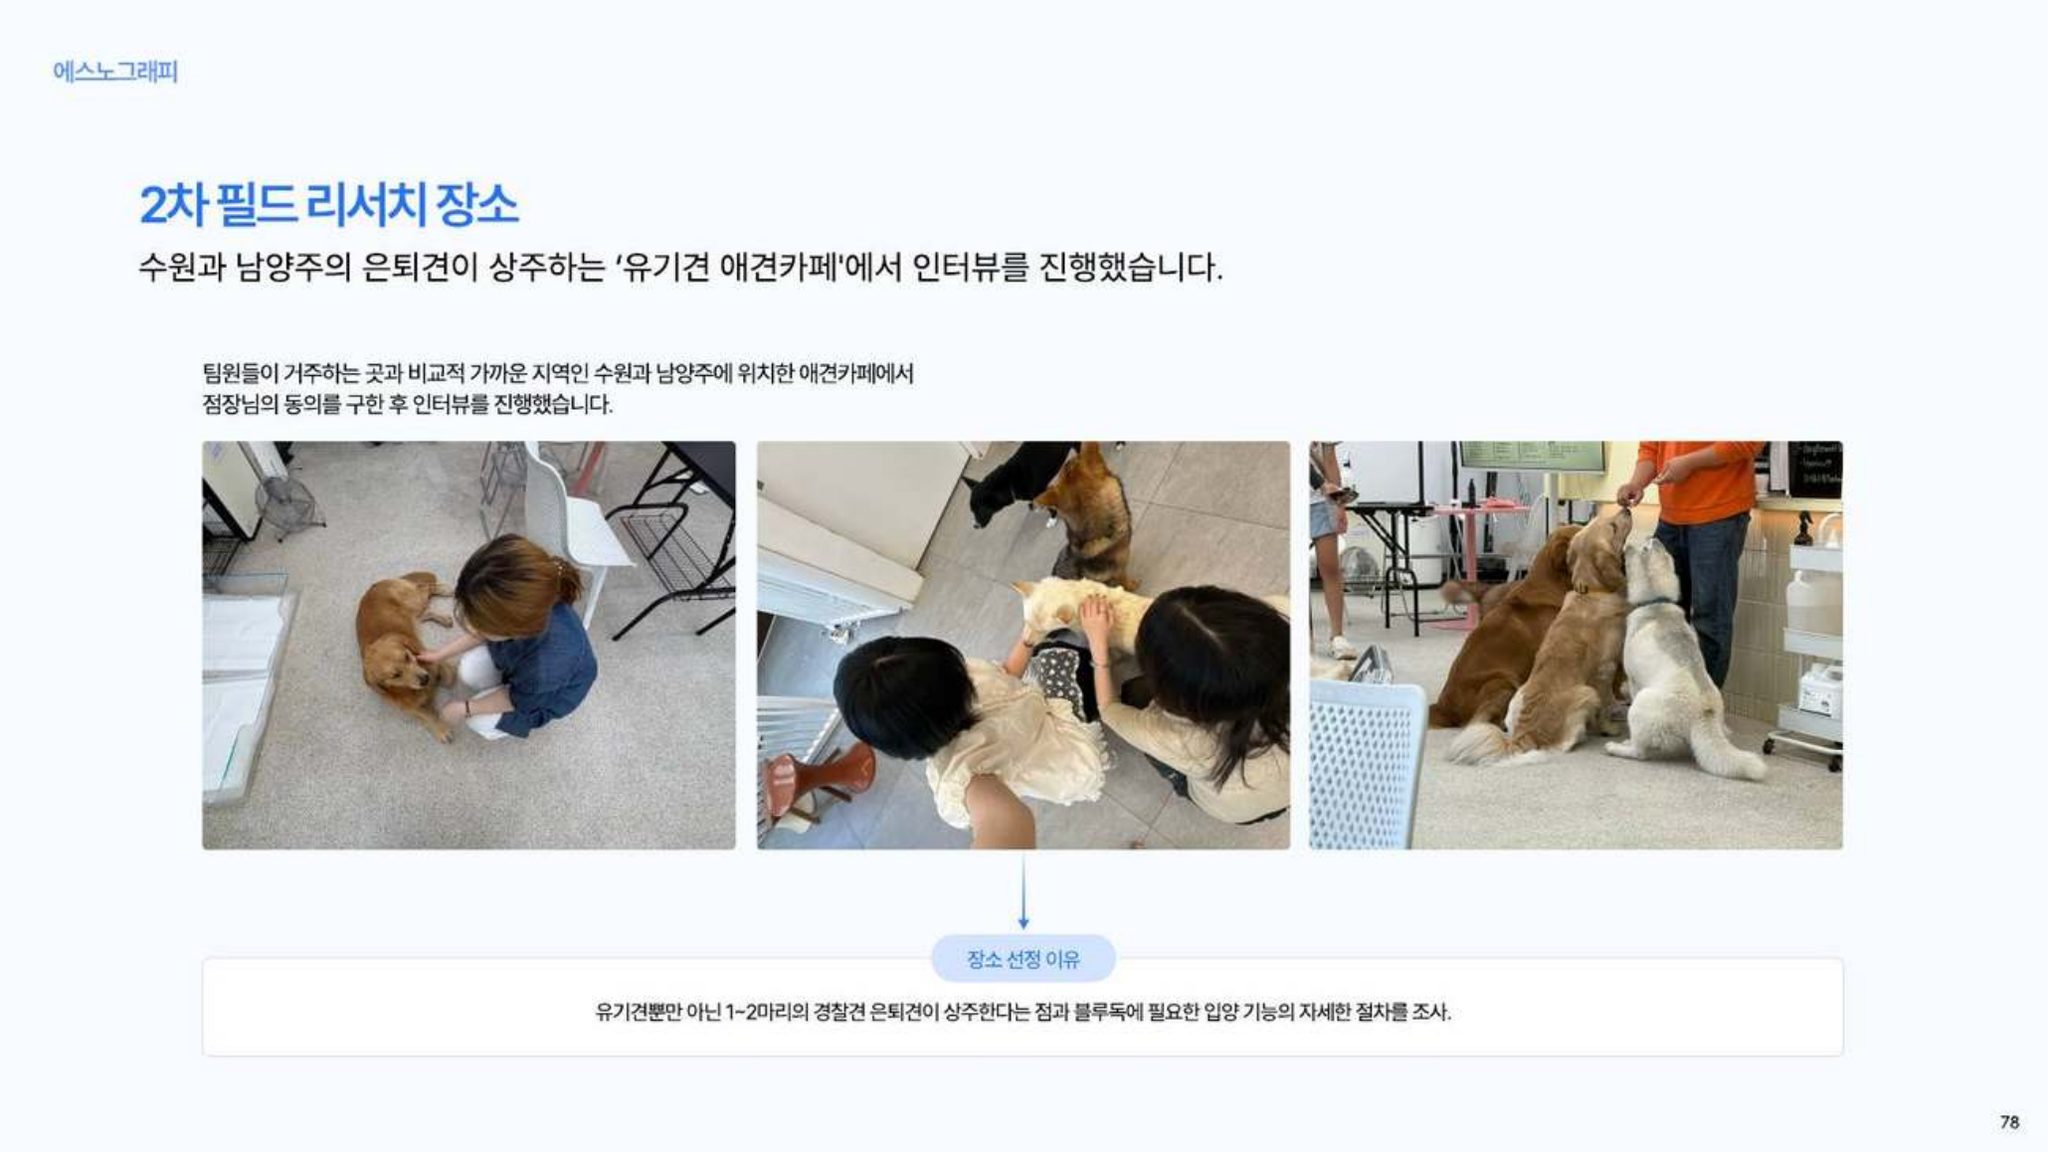 에스노그래피
2차 필드 리서치 장소
수원과 남양주의 은퇴견이 상주하는 ‘유기견 애견카페'에서 인터뷰를 진행했습니다.
팀원들이 거주하는 곳과 비교적 가까운 지역인 수원과 남양주에 위치한 애견카페에서
점장님의 동의를 구한 후 인터뷰를 진행했습니다.
장소 선정 이유
유기견뿐만 아닌 1~2마리의 경찰견 은퇴견이 상주한다는 점과 블루독에 필요한 입양 기능의 자세한 절차를 조사.
78